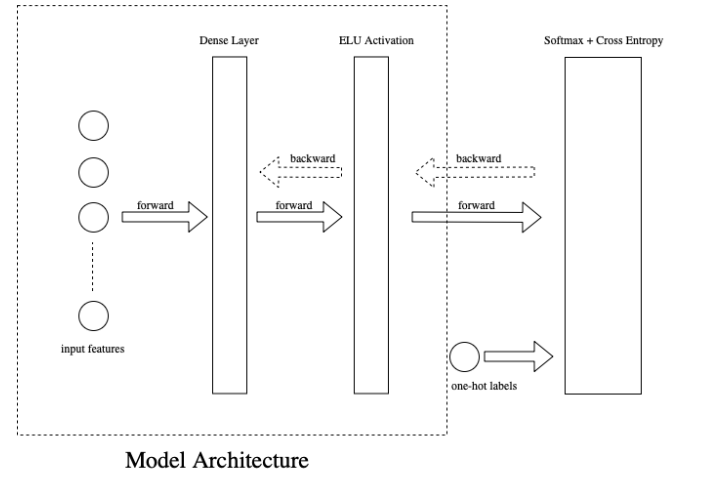 Dense Layer
ELU Activation
Softmax + Cross Entropy
backward
backward
forward
forward
forward
input features
one-hot labels
Model Architecture